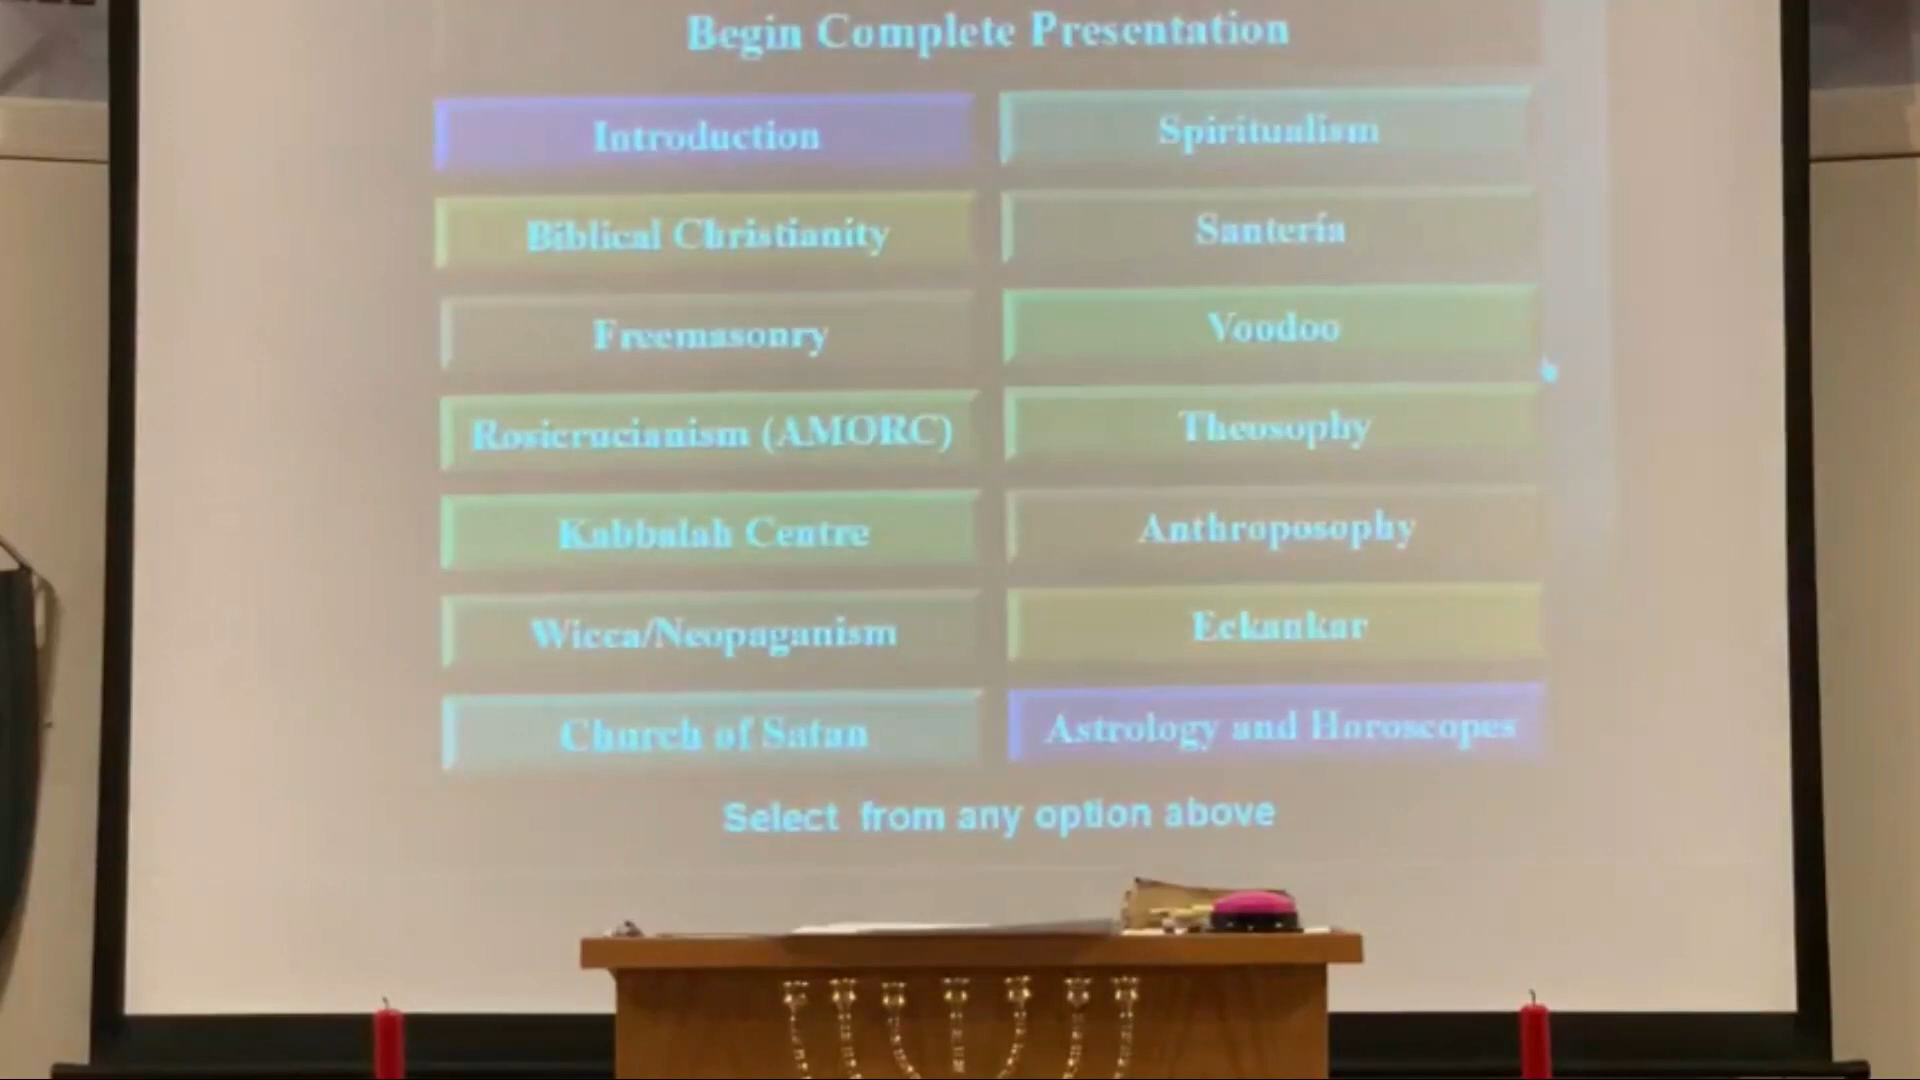 Begin Complete Presentation
Introduction
Biblical Christianity
Freemasonry
Rosicrucianism (AMORC)
Kabbalah Centre
Wicca/Neopaganism
Church of Satan
Spiritualism
Santería
Voodoo
Theosophy
Anthroposophy
Eckankar
Astrology and Horoscopes
Select from any option above